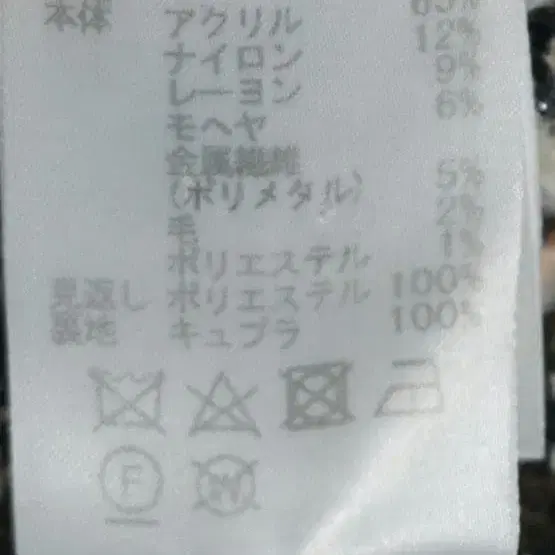 本体 アクリル 65%
ナイロン 12%
レーヨン 9%
モヘヤ 6%
金属繊維
(ポリメタル) 5%
毛 2%
ポリエステル 1%
見返し ポリエステル 100%
裏地 キュプラ 100%
F
W